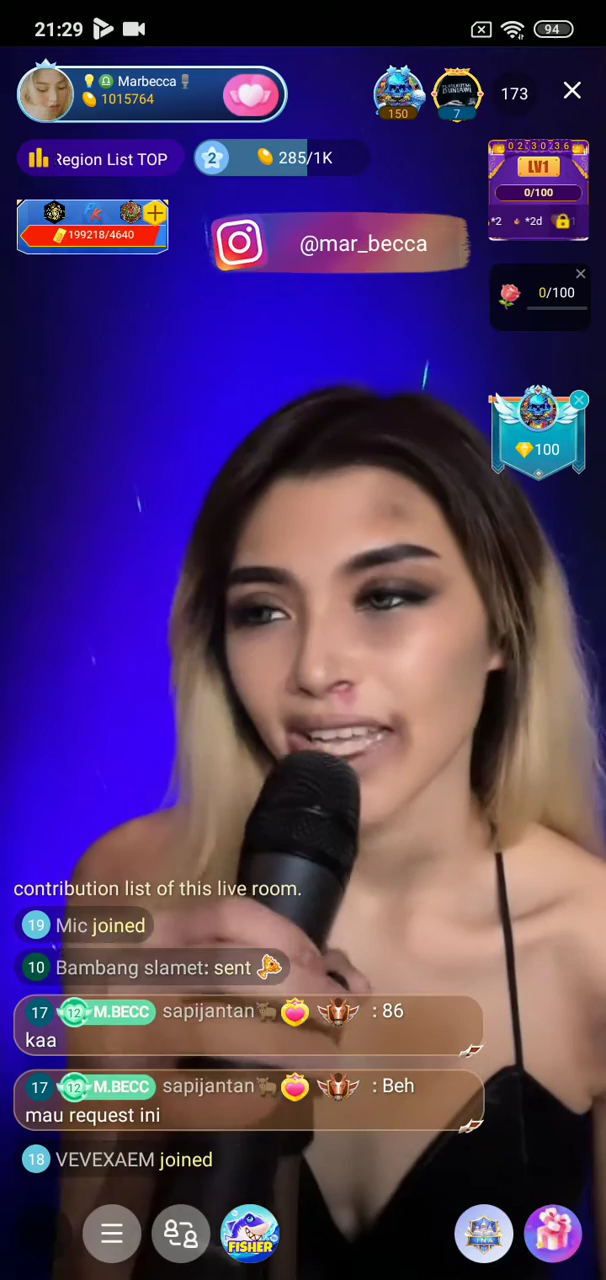 21:29
94
Marbecca
1015764
150
7
173
Region List TOP
2
285/1K
LV1
0/100
*2
*2d
199218/4640
@mar_becca
0/100
100
contribution list of this live room.
19 Mic joined
10 Bambang slamet: sent
17 12 M.BECC sapijantan : 86
kaa
17 12 M.BECC sapijantan : Beh
mau request ini
18 VEVEXAEM joined
FISHER